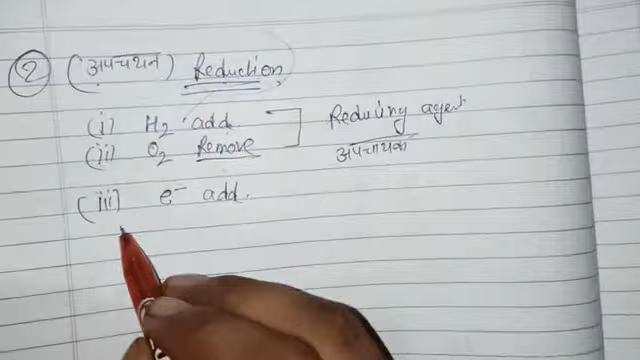 ② (अपचयन) Reduction
(i) H₂ add
(ii) O₂ Remove
Reducing agent
अपचायक
(iii) e⁻ add.